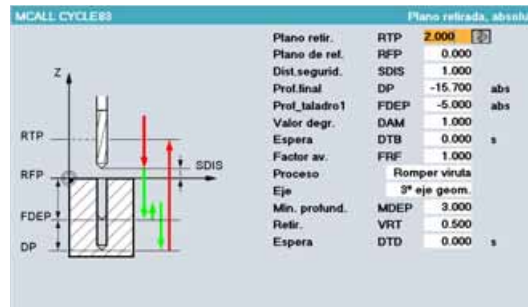 MCALL CYCLE83
Plano retirada, absolu
Plano retir. RTP 2.000
Plano de ref. RFP 0.000
Dist.segurid. SDIS 1.000
Prof.final DP -15.700 abs
Prof_taladro1 FDEP -5.000 abs
Valor degr. DAM 1.000
Espera DTB 0.000 s
Factor av. FRF 1.000
Proceso Romper viruta
Eje 3° eje geom.
Min. profund. MDEP 3.000
Retir. VRT 0.500
Espera DTD 0.000 s
Z
RTP
SDIS
RFP
FDEP
DP